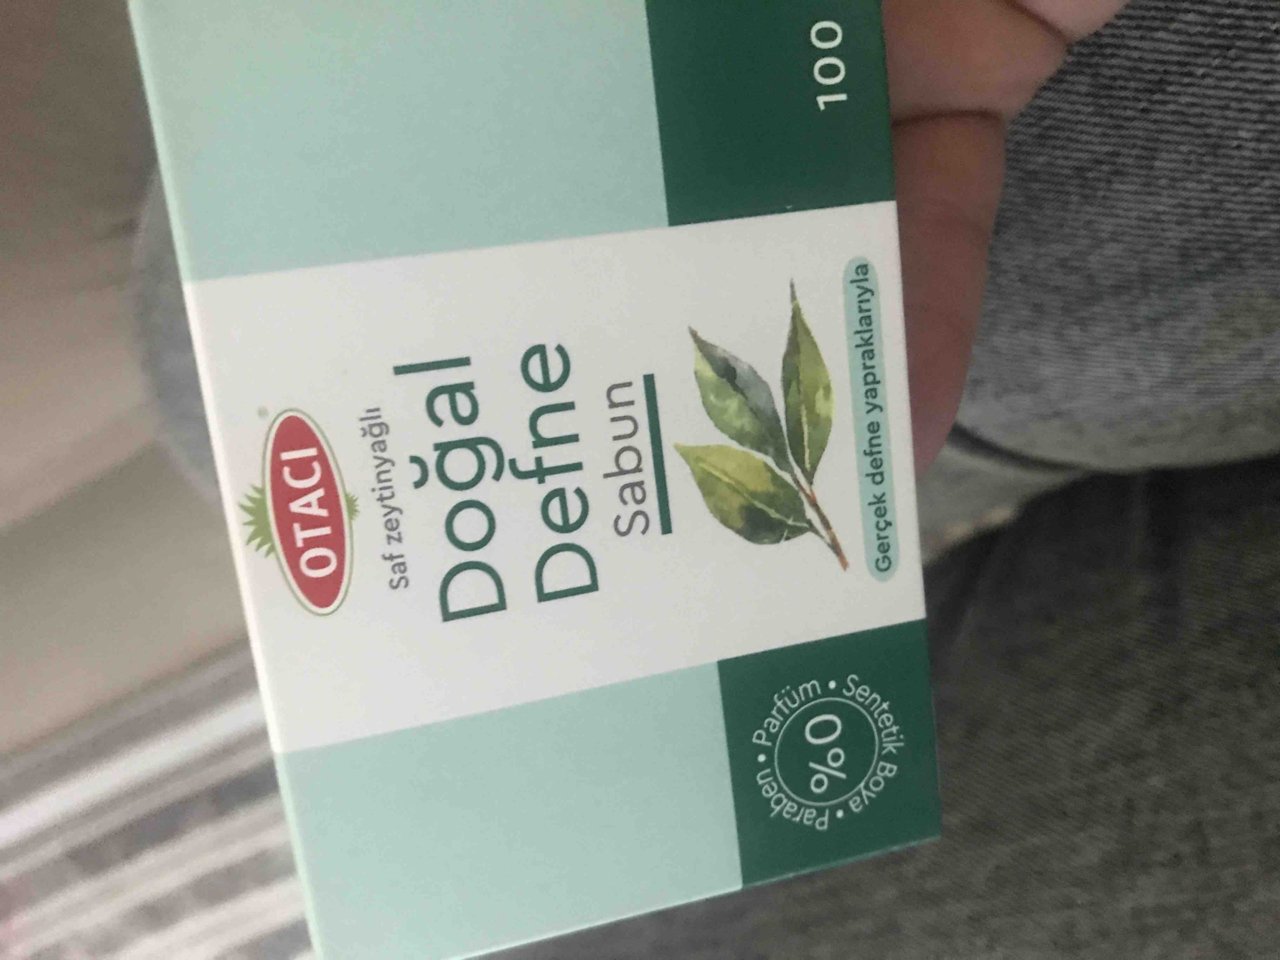 OTACI
Saf zeytinyağlı
Doğal
Defne
Sabun
Gerçek defne yapraklarıyla
%0
Paraben • Parfüm • Sentetik Boya •
100